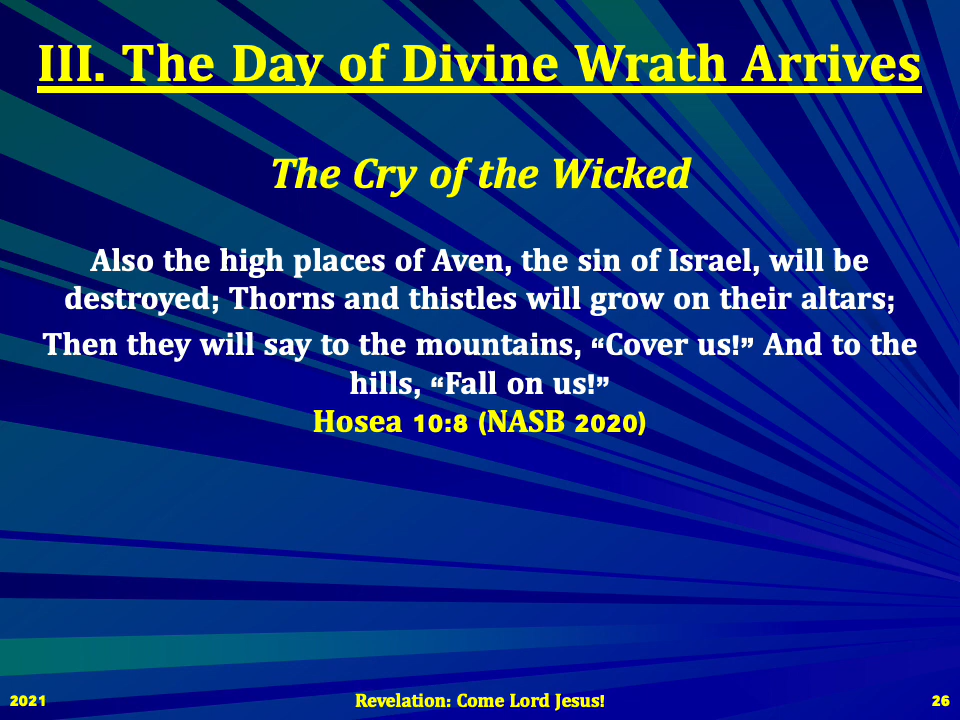 III. The Day of Divine Wrath Arrives
The Cry of the Wicked
Also the high places of Aven, the sin of Israel, will be
destroyed; Thorns and thistles will grow on their altars;
Then they will say to the mountains, “Cover us!” And to the
hills, “Fall on us!”
Hosea 10:8 (NASB 2020)
2021
Revelation: Come Lord Jesus!
26